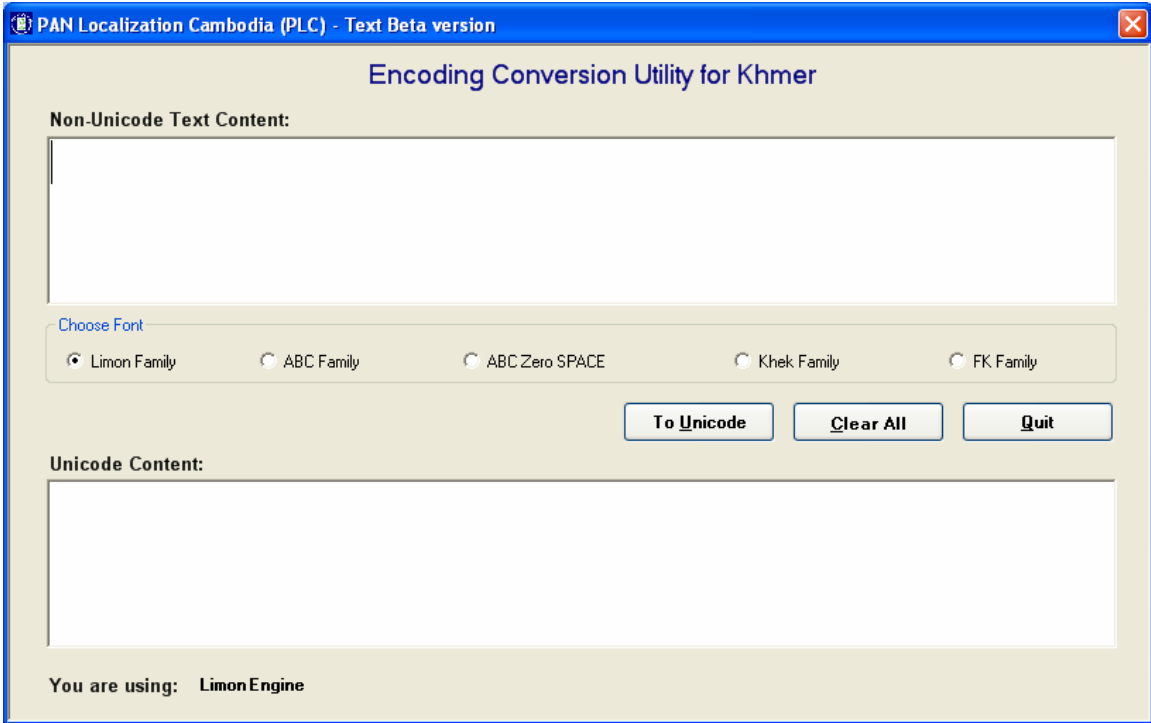 PAN Localization Cambodia (PLC) - Text Beta version
Encoding Conversion Utility for Khmer
Non-Unicode Text Content:
Choose Font
Limon Family ABC Family ABC Zero SPACE Khek Family FK Family
To Unicode Clear All Quit
Unicode Content:
You are using: Limon Engine